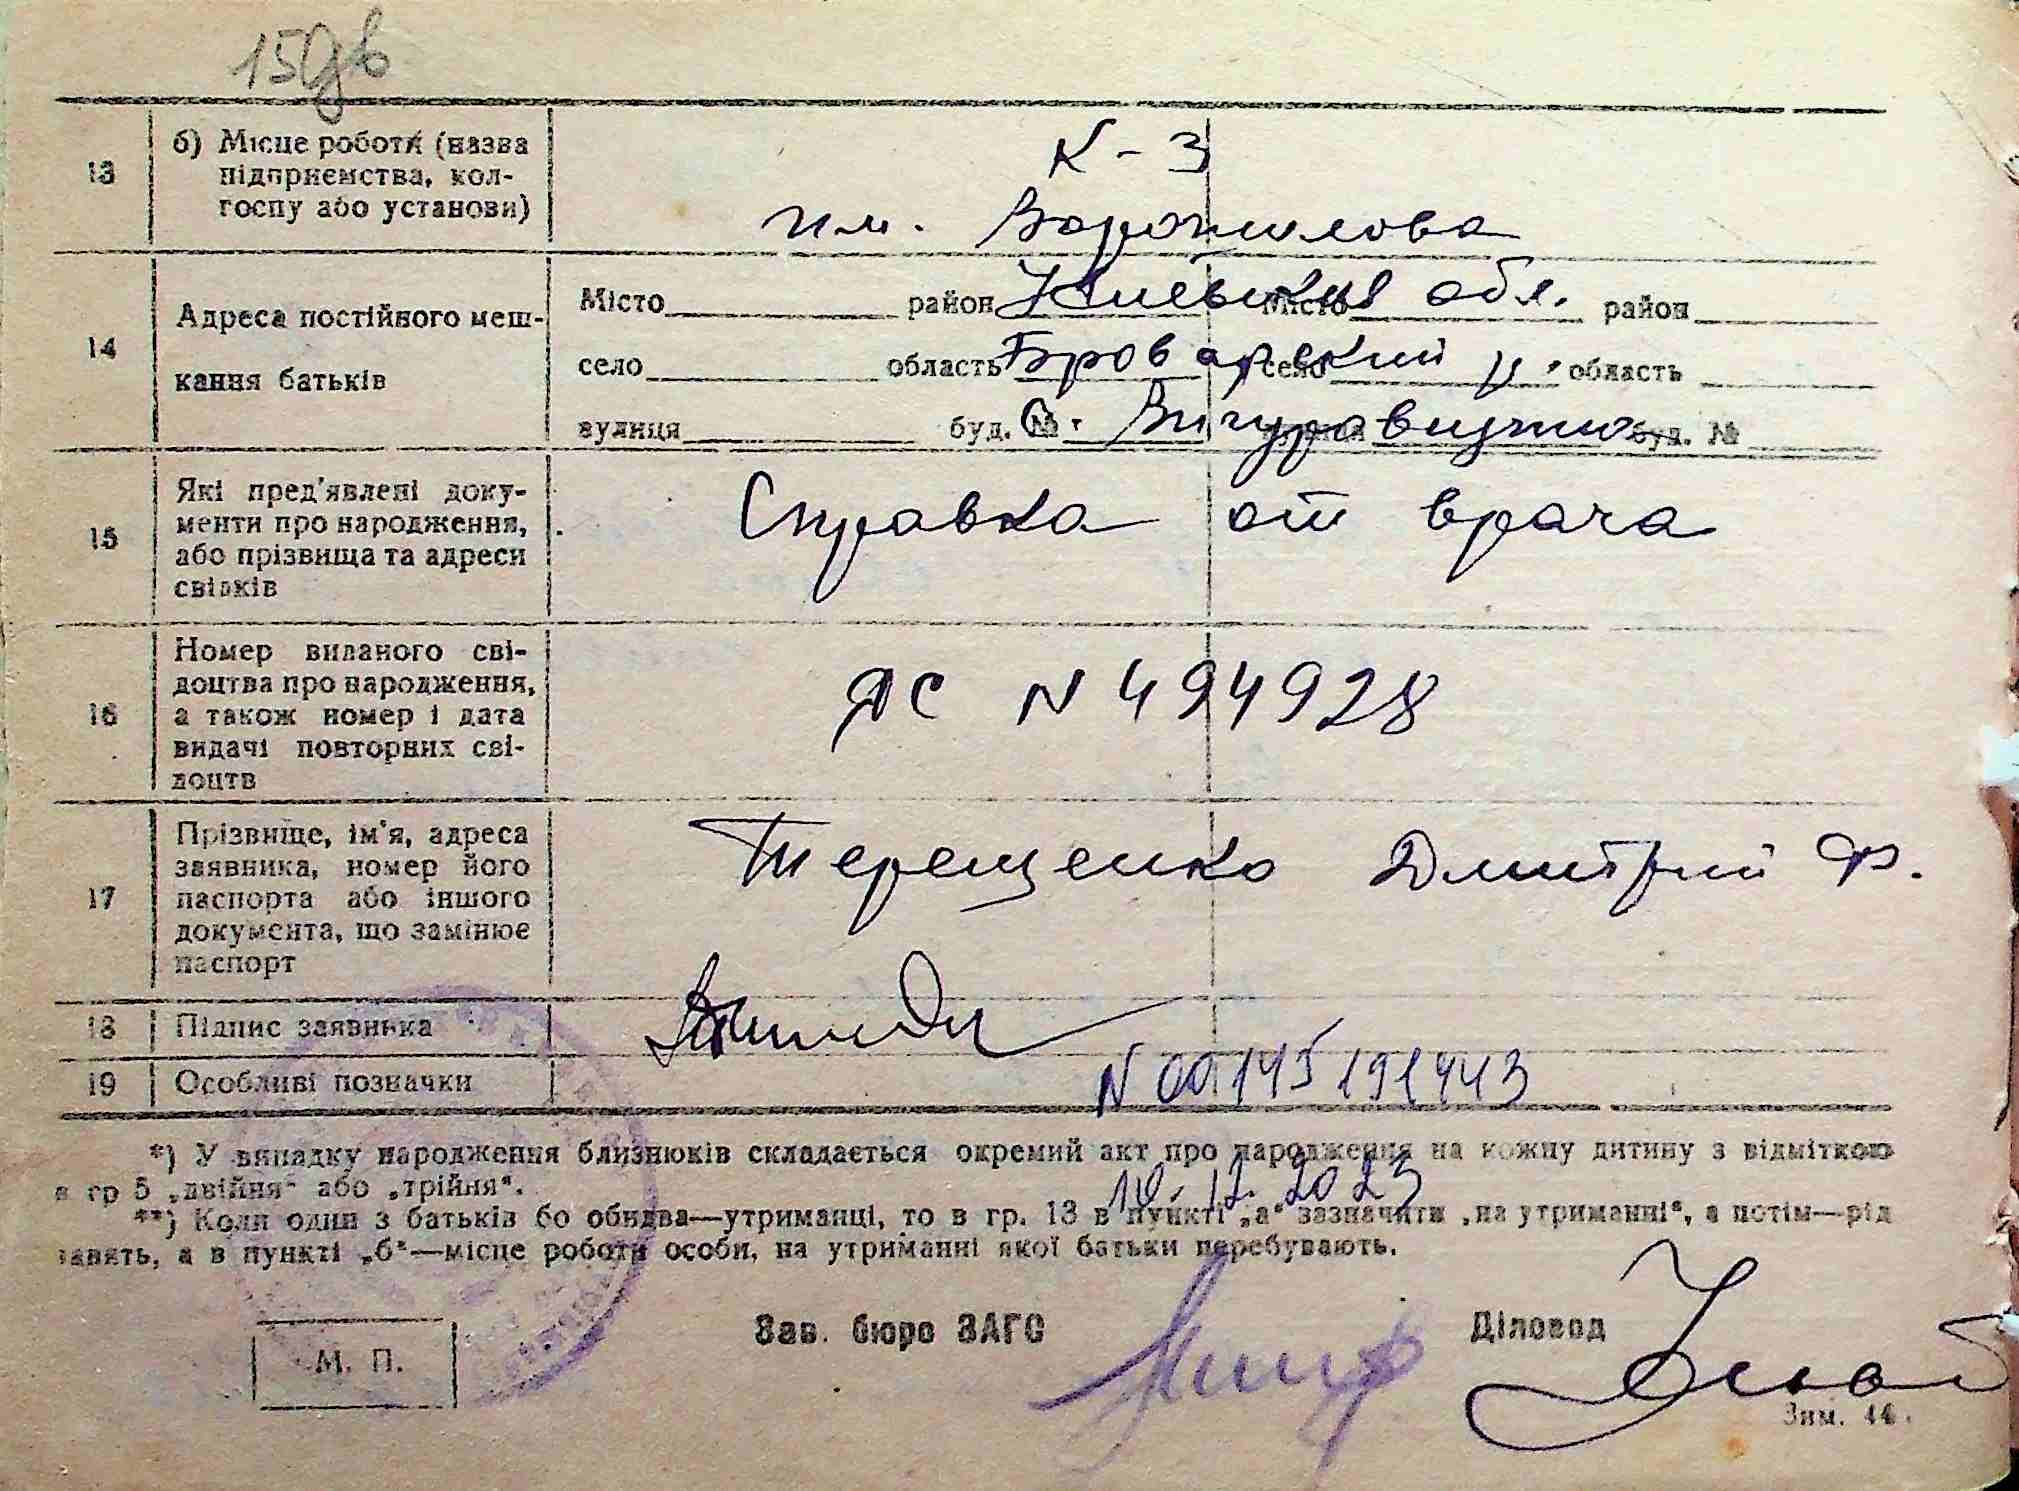 150дв
13 б) Місце роботи (назва підприємства, колгоспу або установи)
К-З
им. Ворошилова
14 Адреса постійного мешкання батьків
Місто район Місто район
село область село область
вулиця буд. № буд. №
Киевская обл.
Броварский р.
с. Вигуровщина
15 Які пред'явлені документи про народження, або прізвища та адреси свідків
Справка от врача
16 Номер виданого свідоцтва про народження, а також номер і дата видачі повторних свідоцтв
ЯС N 494928
17 Прізвище, ім'я, адреса заявника, номер його паспорта або іншого документа, що замінює паспорт
Терещенко Дмитрий Ф.
18 Підпис заявника
19 Особливі позначки
N 00145191443
10.12.2023
*) У випадку народження близнюків складається окремий акт про народження на кожну дитину з відміткою
в гр 5 „двійня“ або „трійня“.
**) Коли один з батьків бо обидва—утриманці, то в гр. 13 в пункті „а“ зазначити „на утриманні“, а потім—рід
занять, а в пункті „б“—місце роботи особи, на утриманні якої батьки перебувають.
Зав. бюро ЗАГС Діловод
М. П.
Зим. 44.